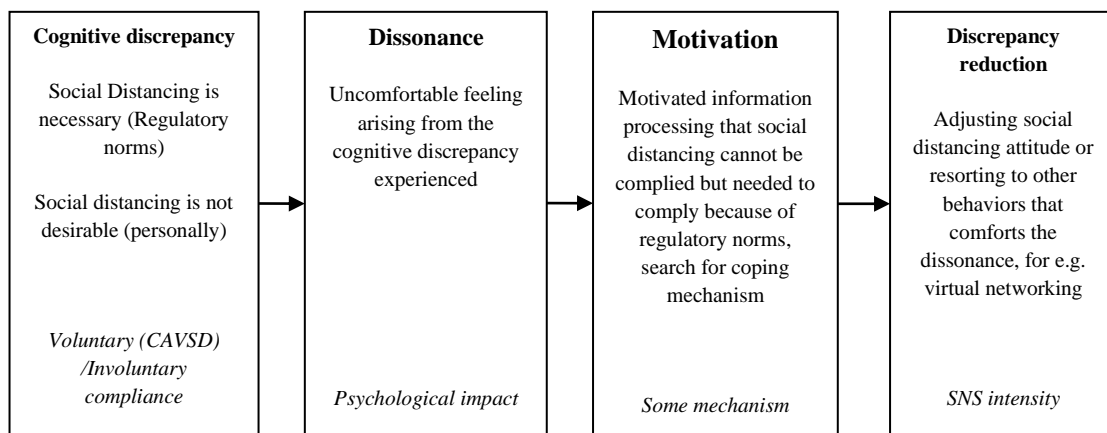 Cognitive discrepancy
Social Distancing is
necessary (Regulatory
norms)
Social distancing is not
desirable (personally)
Voluntary (CAVSD)
/Involuntary
compliance
Dissonance
Uncomfortable feeling
arising from the
cognitive discrepancy
experienced
Psychological impact
Motivation
Motivated information
processing that social
distancing cannot be
complied but needed to
comply because of
regulatory norms,
search for coping
mechanism
Some mechanism
Discrepancy
reduction
Adjusting social
distancing attitude or
resorting to other
behaviors that
comforts the
dissonance, for e.g.
virtual networking
SNS intensity